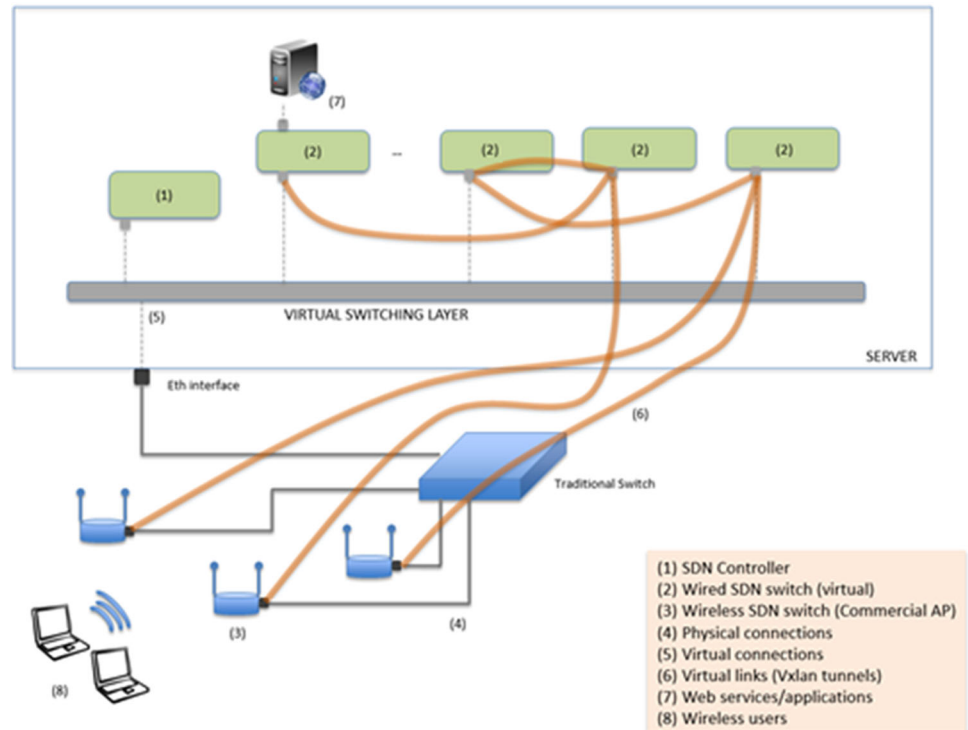 (7)
(2)
--
(2)
(2)
(2)
(1)
(5)
VIRTUAL SWITCHING LAYER
SERVER
Eth interface
(6)
Traditional Switch
(3)
(4)
(8)
(1) SDN Controller
(2) Wired SDN switch (virtual)
(3) Wireless SDN switch (Commercial AP)
(4) Physical connections
(5) Virtual connections
(6) Virtual links (Vxlan tunnels)
(7) Web services/applications
(8) Wireless users